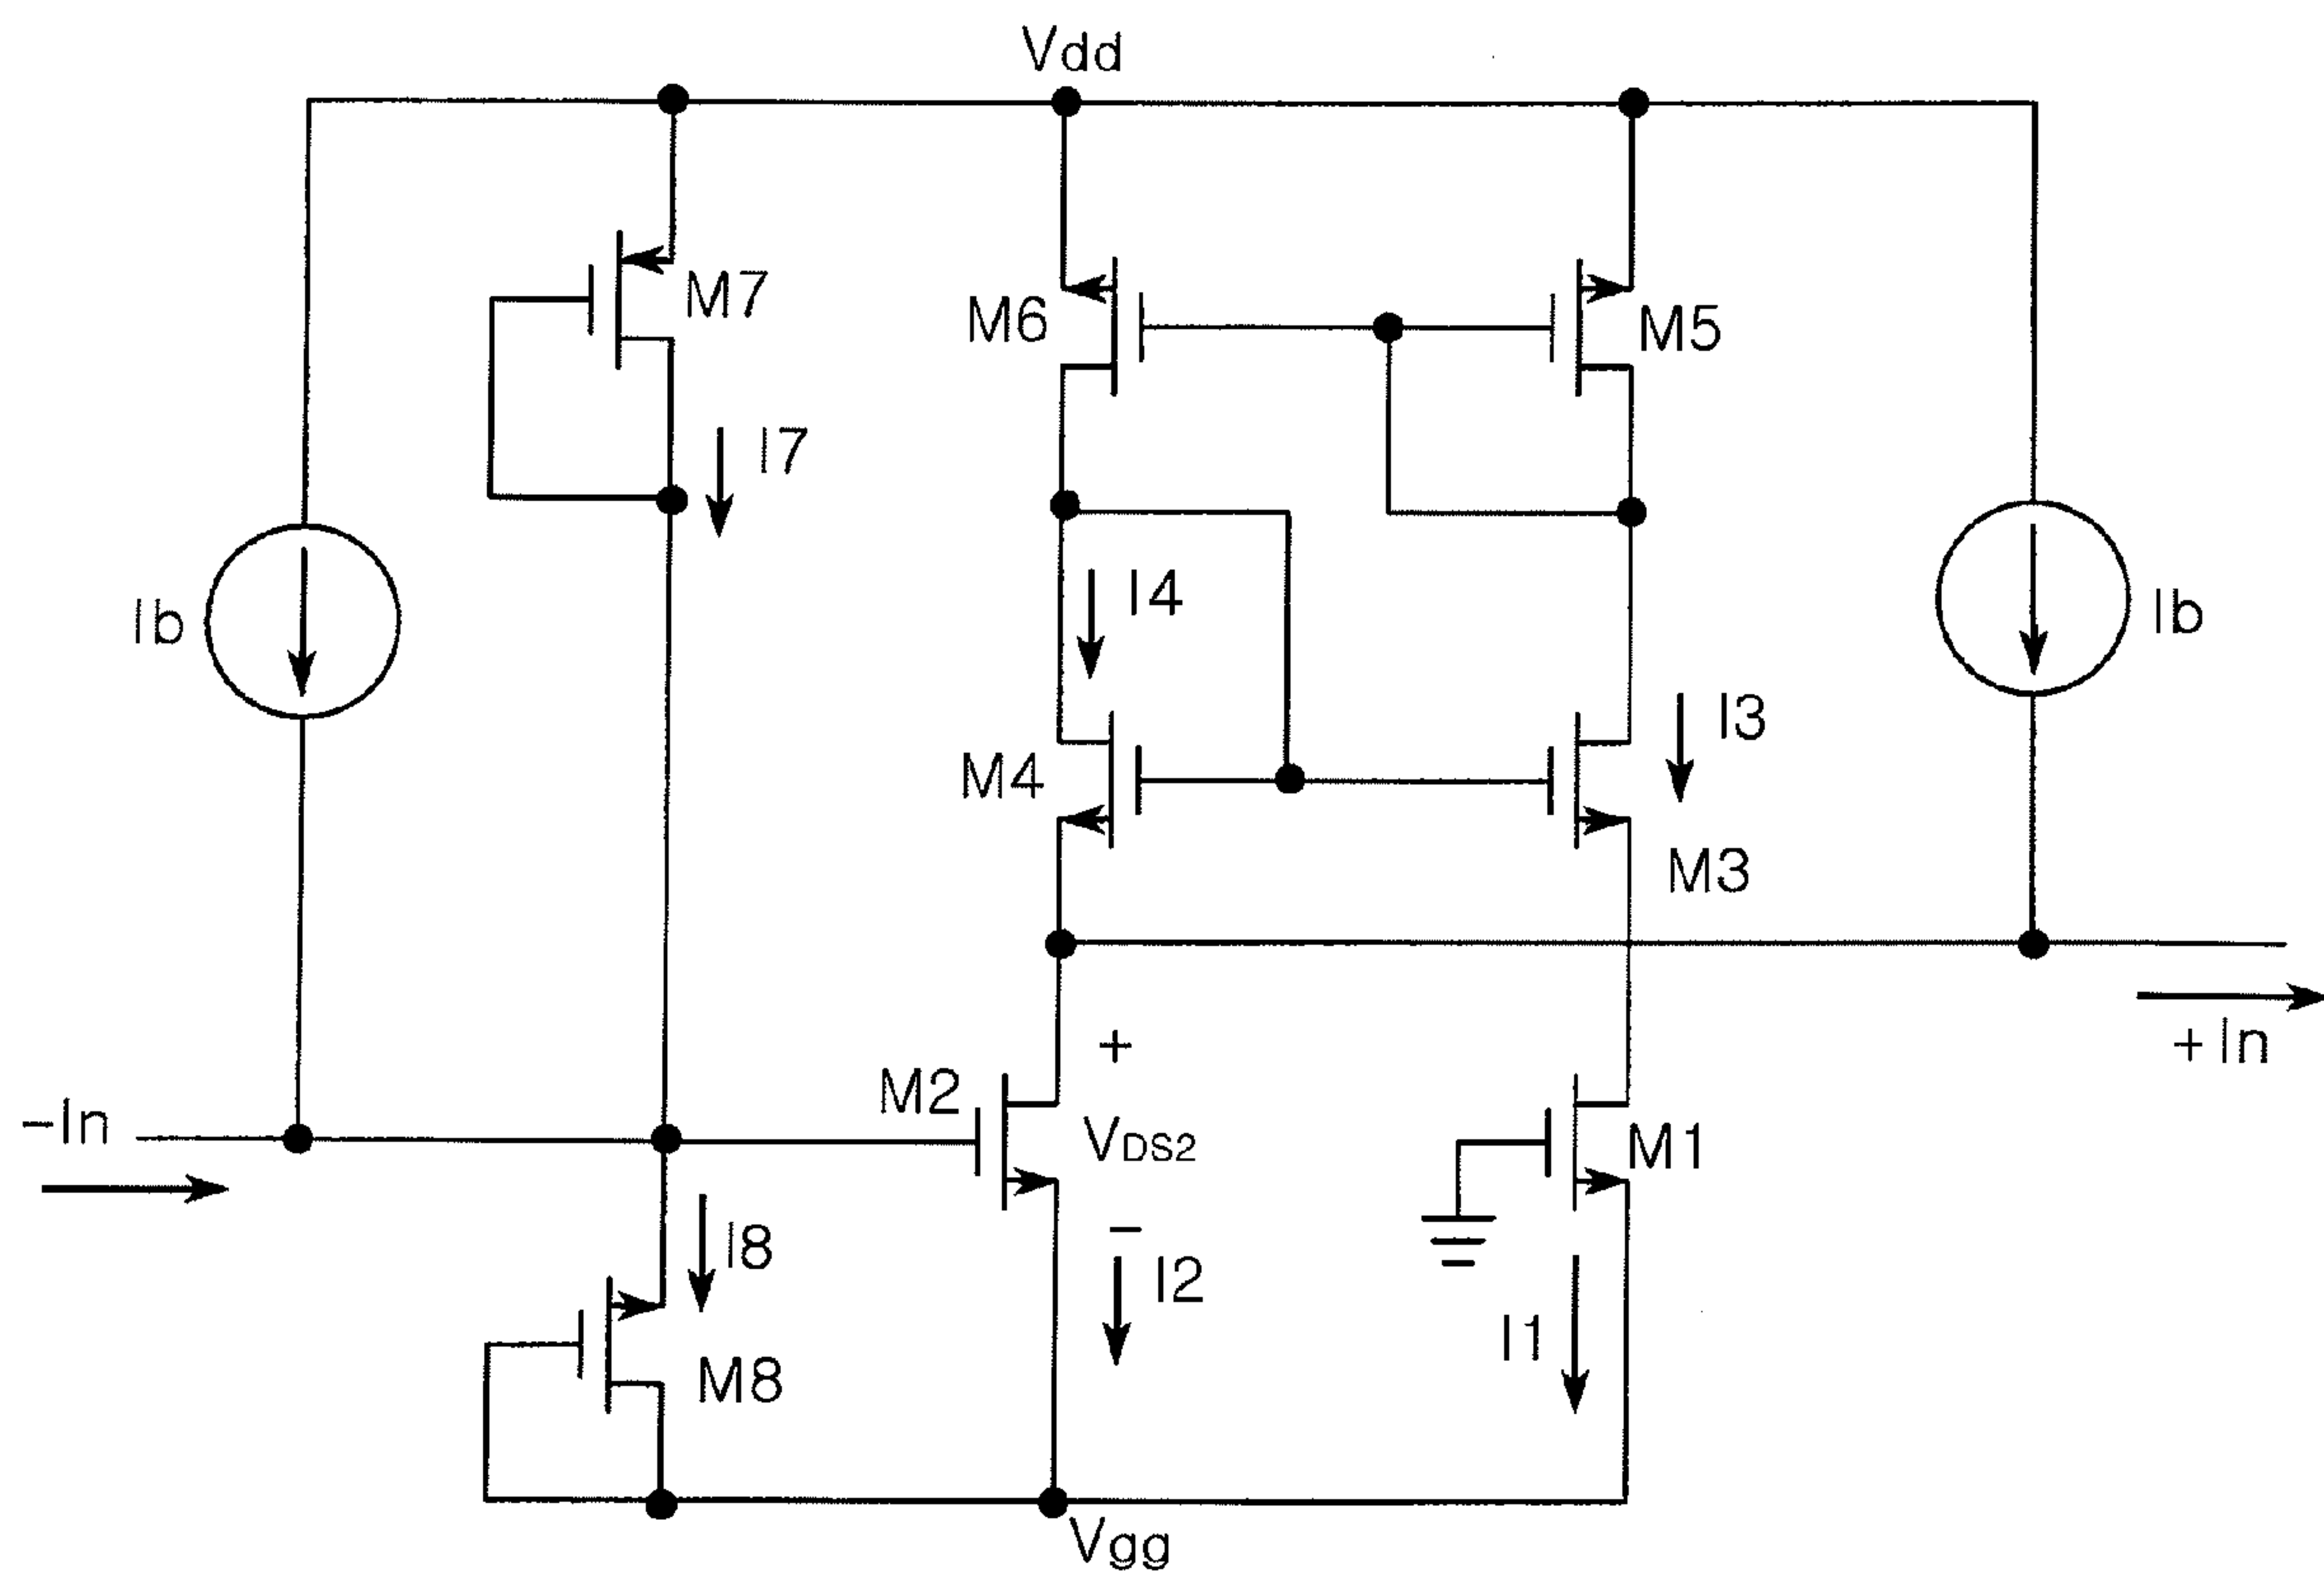 Vdd
M7
M6
M5
I7
Ib
I4
Ib
I3
M4
M3
+In
+
M2
-In
VDS2
M1
I8
-
I2
I1
M8
Vgg